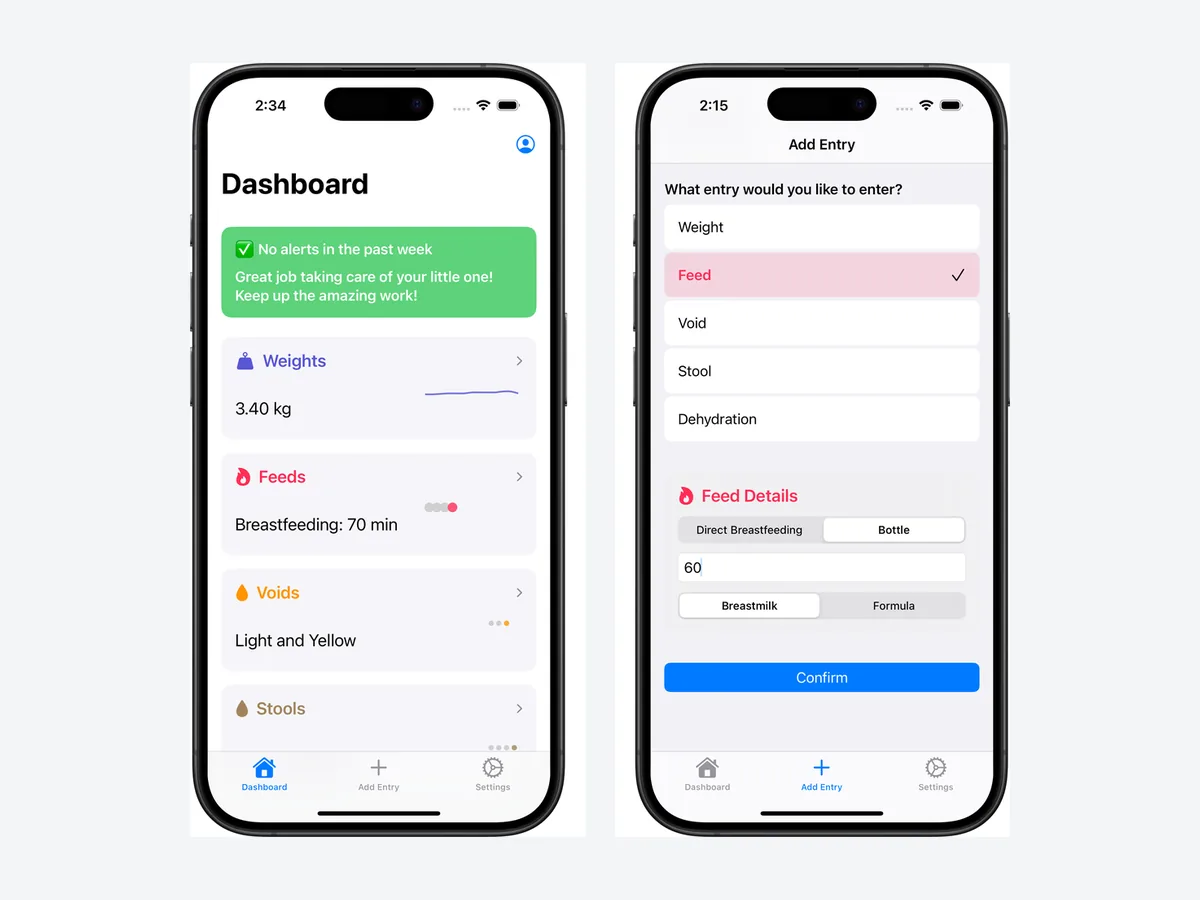 2:34
Dashboard
✅ No alerts in the past week
Great job taking care of your little one!
Keep up the amazing work!
Weights
3.40 kg
Feeds
Breastfeeding: 70 min
Voids
Light and Yellow
Stools
Dashboard
Add Entry
Settings
2:15
Add Entry
What entry would you like to enter?
Weight
Feed
Void
Stool
Dehydration
Feed Details
Direct Breastfeeding
Bottle
60
Breastmilk
Formula
Confirm
Dashboard
Add Entry
Settings